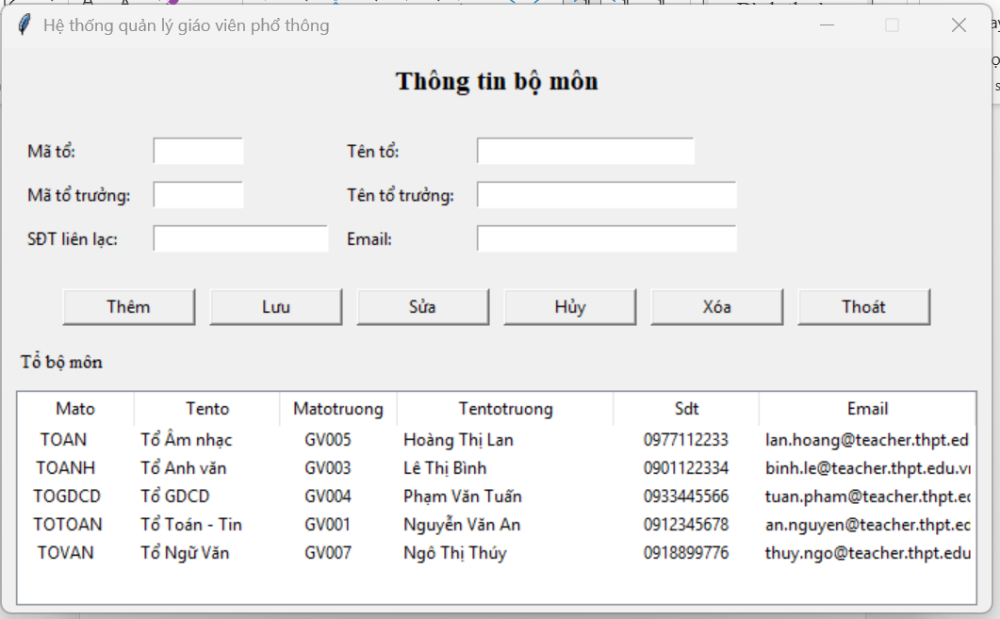 Hệ thống quản lý giáo viên phổ thông
Thông tin bộ môn
Mã tổ: Tên tổ:
Mã tổ trưởng: Tên tổ trưởng:
SĐT liên lạc: Email:
Thêm Lưu Sửa Hủy Xóa Thoát
Tổ bộ môn
Mato Tento Matotruong Tentotruong Sdt Email
TOAN Tổ Âm nhạc GV005 Hoàng Thị Lan 0977112233 lan.hoang@teacher.thpt.ed
TOANH Tổ Anh văn GV003 Lê Thị Bình 0901122334 binh.le@teacher.thpt.edu.vn
TOGDCD Tổ GDCD GV004 Phạm Văn Tuấn 0933445566 tuan.pham@teacher.thpt.ed
TOTOAN Tổ Toán - Tin GV001 Nguyễn Văn An 0912345678 an.nguyen@teacher.thpt.ed
TOVAN Tổ Ngữ Văn GV007 Ngô Thị Thúy 0918899776 thuy.ngo@teacher.thpt.edu